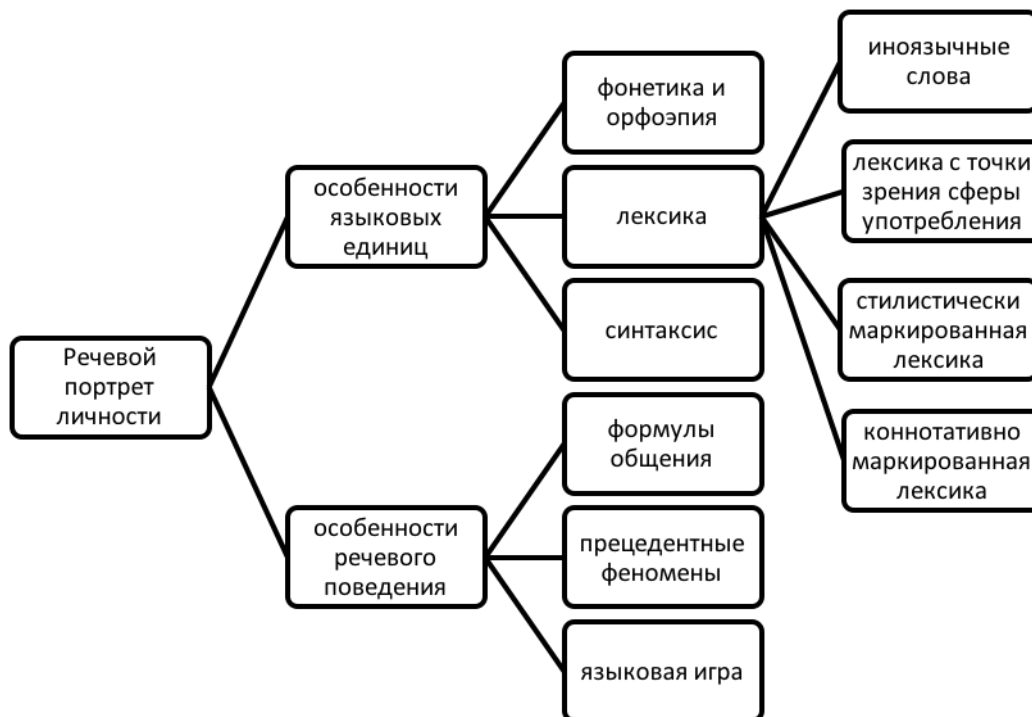 Речевой
портрет
личности
особенности
языковых
единиц
фонетика и
орфоэпия
лексика
иноязычные
слова
лексика с точки
зрения сферы
употребления
стилистически
маркированная
лексика
коннотативно
маркированная
лексика
синтаксис
особенности
речевого
поведения
формулы
общения
прецедентные
феномены
языковая игра